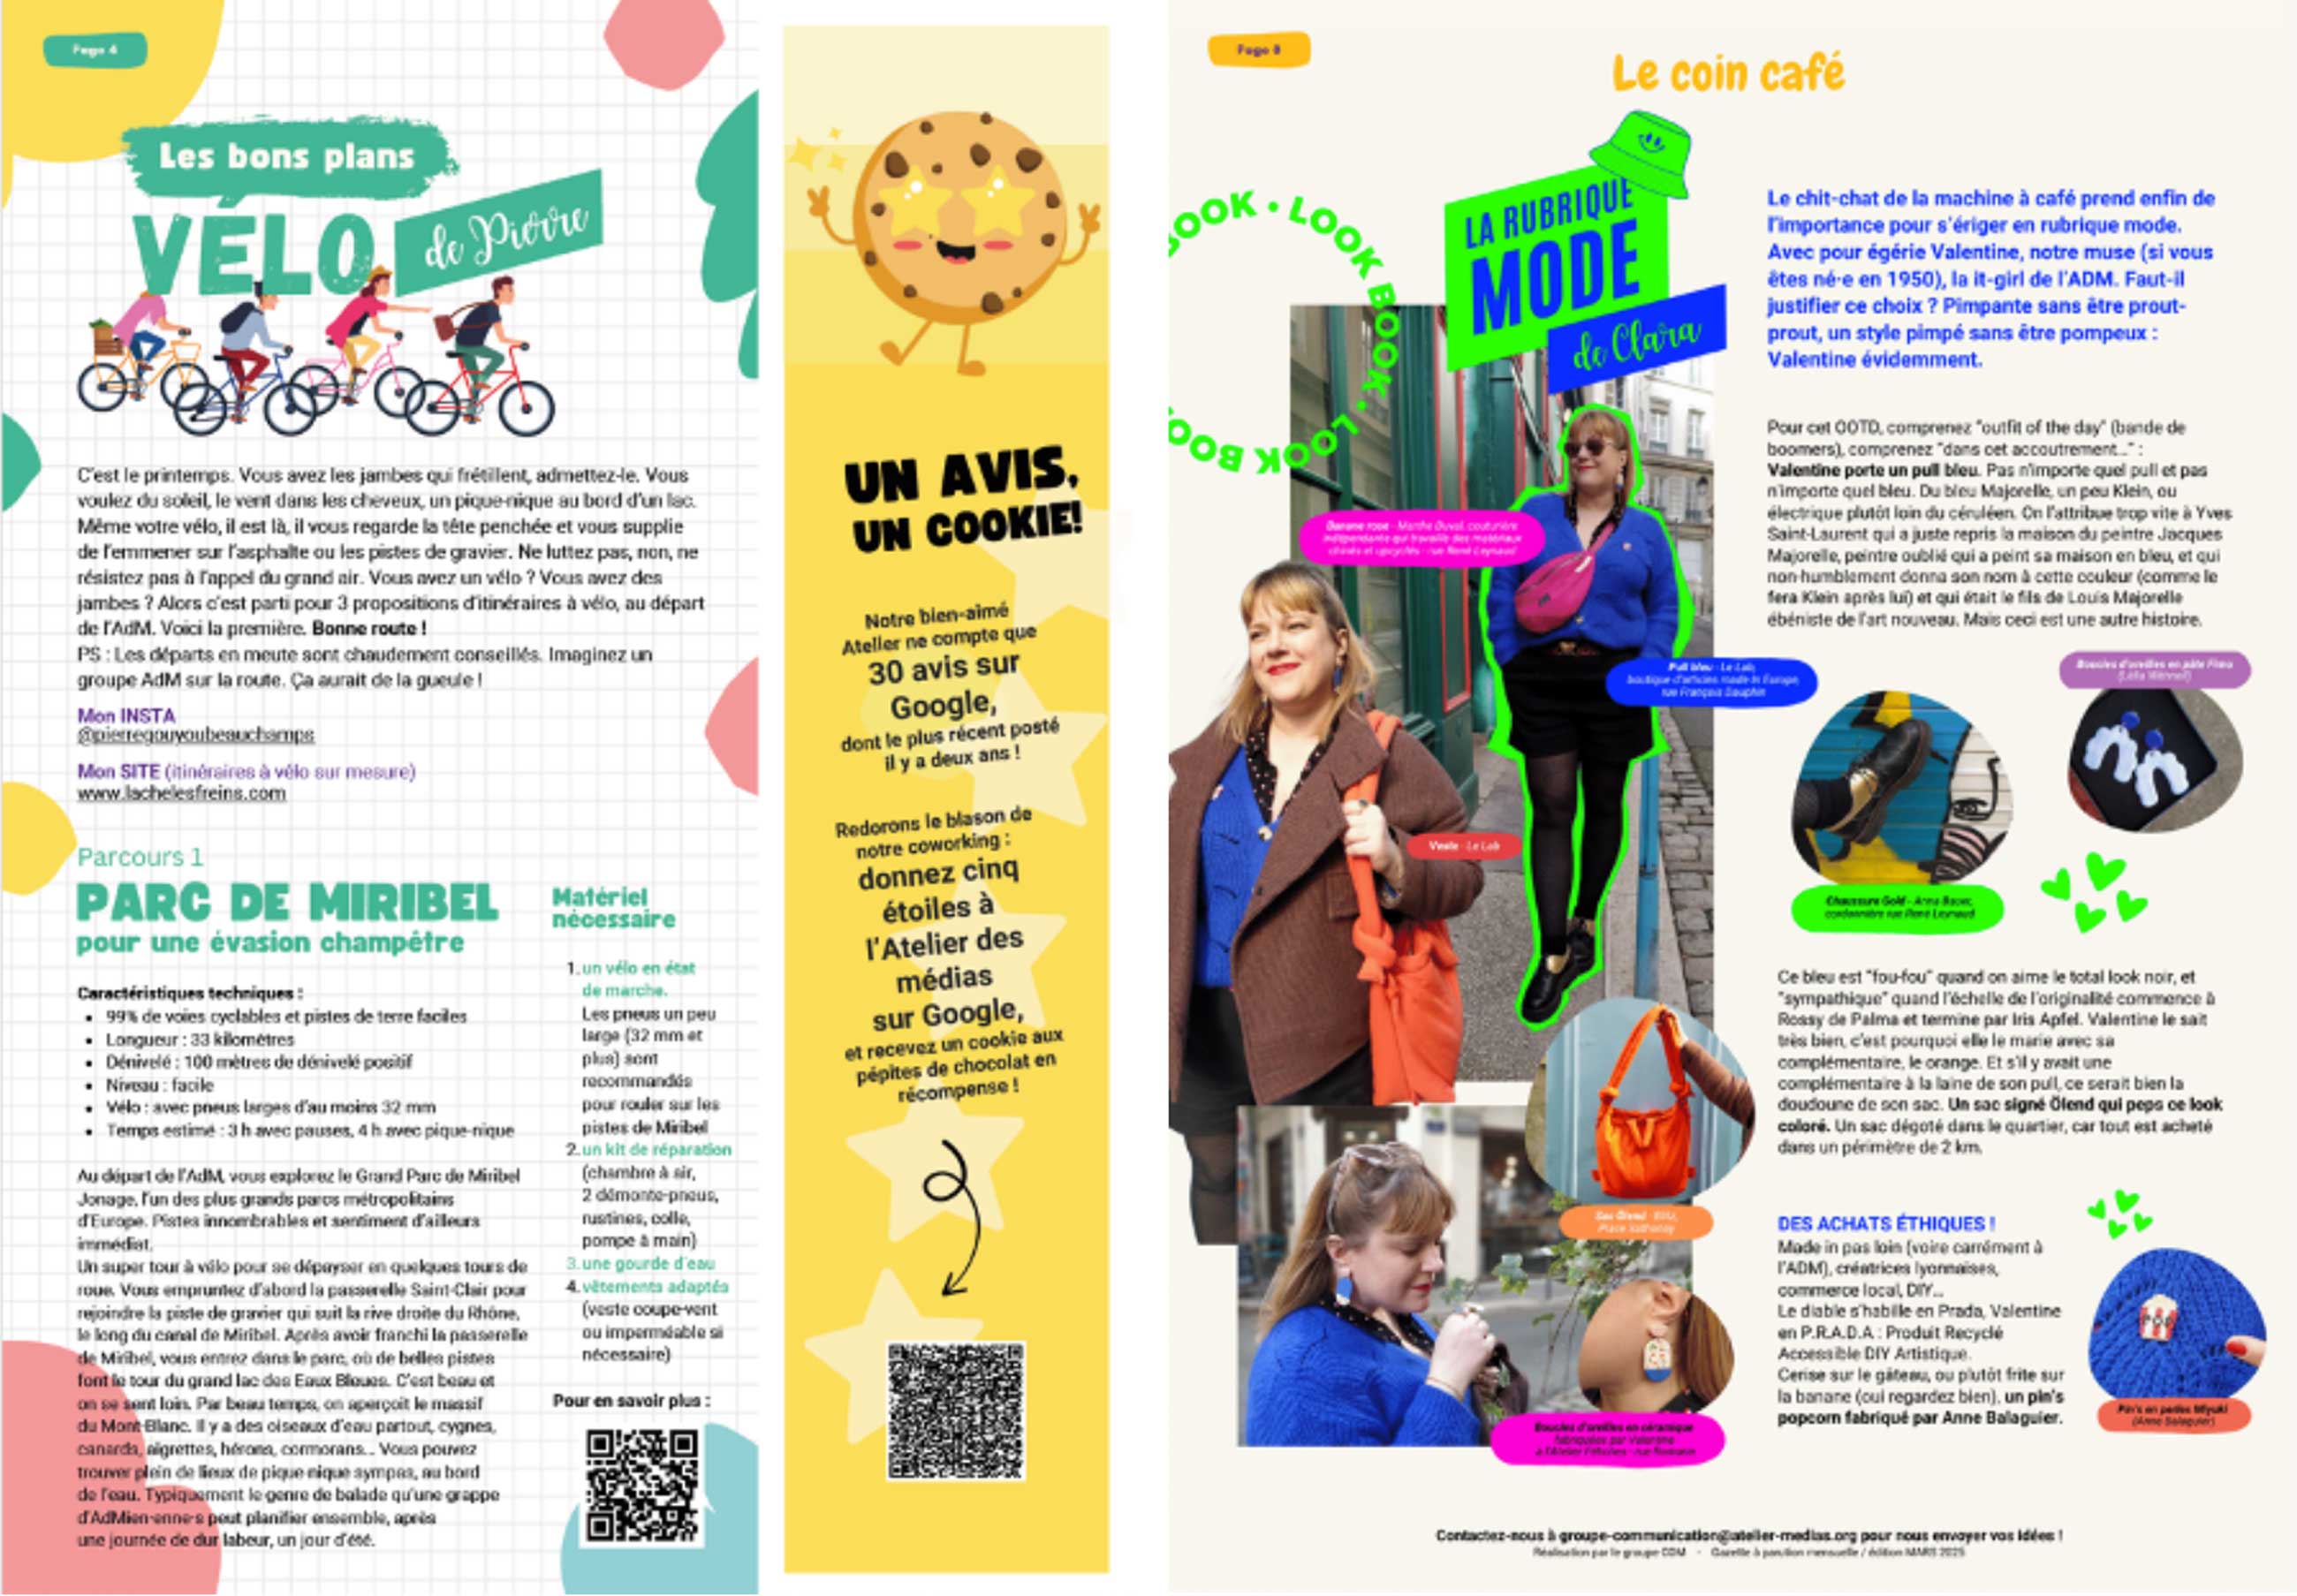 Page 4
Les bons plans
VÉLO
de Pierre
C'est le printemps. Vous avez les jambes qui frétillent, admettez-le. Vous
voulez du soleil, le vent dans les cheveux, un pique-nique au bord d'un lac.
Même votre vélo, il est là, il vous regarde la tête penchée et vous supplie
de l'emmener sur l'asphalte ou les pistes de gravier. Ne luttez pas, non, ne
résistez pas à l'appel du grand air. Vous avez un vélo ? Vous avez des
jambes ? Alors c'est parti pour 3 propositions d'itinéraires à vélo, au départ
de l'AdM. Voici la première. Bonne route !
PS : Les départs en meute sont chaudement conseillés. Imaginez un
groupe AdM sur la route. Ça aurait de la gueule !
Mon INSTA
@pierregouyoubeauchamps
Mon SITE (itinéraires à vélo sur mesure)
www.lachelesfreins.com
Parcours 1
PARC DE MIRIBEL
pour une évasion champêtre
Caractéristiques techniques :
• 99% de voies cyclables et pistes de terre faciles
• Longueur : 33 kilomètres
• Dénivelé : 100 mètres de dénivelé positif
• Niveau : facile
• Vélo : avec pneus larges d'au moins 32 mm
• Temps estimé : 3 h avec pauses, 4 h avec pique-nique
Au départ de l'AdM, vous explorez le Grand Parc de Miribel
Jonage, l'un des plus grands parcs métropolitains
d'Europe. Pistes innombrables et sentiment d'ailleurs
immédiat.
Un super tour à vélo pour se dépayser en quelques tours de
roue. Vous empruntez d'abord la passerelle Saint-Clair pour
rejoindre la piste de gravier qui suit la rive droite du Rhône,
le long du canal de Miribel. Après avoir franchi la passerelle
de Miribel, vous entrez dans le parc, où de belles pistes
font le tour du grand lac des Eaux Bleues. C'est beau et
on se sent loin. Par beau temps, on aperçoit le massif
du Mont-Blanc. Il y a des oiseaux d'eau partout, cygnes,
canards, aigrettes, hérons, cormorans... Vous pouvez
trouver plein de lieux de pique-nique sympas, au bord
de l'eau. Typiquement le genre de balade qu'une grappe
d'AdMien·enne·s peut planifier ensemble, après
une journée de dur labeur, un jour d'été.
Matériel
nécessaire
1. un vélo en état
de marche.
Les pneus un peu
large (32 mm et
plus) sont
recommandés
pour rouler sur les
pistes de Miribel
2. un kit de réparation
(chambre à air,
2 démonte-pneus,
rustines, colle,
pompe à main)
3. une gourde d'eau
4. vêtements adaptés
(veste coupe-vent
ou imperméable si
nécessaire)
Pour en savoir plus :
UN AVIS,
UN COOKIE!
Notre bien-aimé
Atelier ne compte que
30 avis sur
Google,
dont le plus récent posté
il y a deux ans !
Redorons le blason de
notre coworking :
donnez cinq
étoiles à
l'Atelier des
médias
sur Google,
et recevez un cookie aux
pépites de chocolat en
récompense !
Page 8
Le coin café
LOOK BOOK • LOOK BOOK • LOOK BOOK
LA RUBRIQUE
MODE
de Clara
Le chit-chat de la machine à café prend enfin de
l'importance pour s'ériger en rubrique mode.
Avec pour égérie Valentine, notre muse (si vous
êtes né·e en 1950), la it-girl de l'ADM. Faut-il
justifier ce choix ? Pimpante sans être prout-
prout, un style pimpé sans être pompeux :
Valentine évidemment.
Pour cet OOTD, comprenez "outfit of the day" (bande de
boomers), comprenez "dans cet accoutrement..." :
Valentine porte un pull bleu. Pas n'importe quel pull et pas
n'importe quel bleu. Du bleu Majorelle, un peu Klein, ou
électrique plutôt loin du céruléen. On l'attribue trop vite à Yves
Saint-Laurent qui a juste repris la maison du peintre Jacques
Majorelle, peintre oublié qui a peint sa maison en bleu, et qui
non-humblement donna son nom à cette couleur (comme le
fera Klein après lui) et qui était le fils de Louis Majorelle
ébéniste de l'art nouveau. Mais ceci est une autre histoire.
Banane rose - Marthe Duval, couturière
indépendante qui travaille des matériaux
chinés et upcyclés - rue René Leynaud
Pull bleu - Le Lab,
boutique d'articles made in Europe,
rue François Dauphin
Boucles d'oreilles en pâte Fimo
Veste - Le Lab
Chaussure Gold - Anna Bauer,
cordonnière rue René Leynaud
Ce bleu est "fou-fou" quand on aime le total look noir, et
"sympathique" quand l'échelle de l'originalité commence à
Rossy de Palma et termine par Iris Apfel. Valentine le sait
très bien, c'est pourquoi elle le marie avec sa
complémentaire, le orange. Et s'il y avait une
complémentaire à la laine de son pull, ce serait bien la
doudoune de son sac. Un sac signé Ölend qui peps ce look
coloré. Un sac dégoté dans le quartier, car tout est acheté
dans un périmètre de 2 km.
Sac Ölend -
Place Sathonay
DES ACHATS ÉTHIQUES !
Made in pas loin (voire carrément à
l'ADM), créatrices lyonnaises,
commerce local, DIY...
Le diable s'habille en Prada, Valentine
en P.R.A.D.A : Produit Recyclé
Accessible DIY Artistique.
Cerise sur le gâteau, ou plutôt frite sur
la banane (oui regardez bien), un pin's
popcorn fabriqué par Anne Balaguier.
POP
Pin's en perles Miyuki
(Anne Balaguier)
Boucles d'oreilles en céramique
fabriquées par Valentine
Contactez-nous à groupe-communication@atelier-medias.org pour nous envoyer vos idées !
Réalisation par le groupe COM - Gazette à parution mensuelle / édition MARS 2025